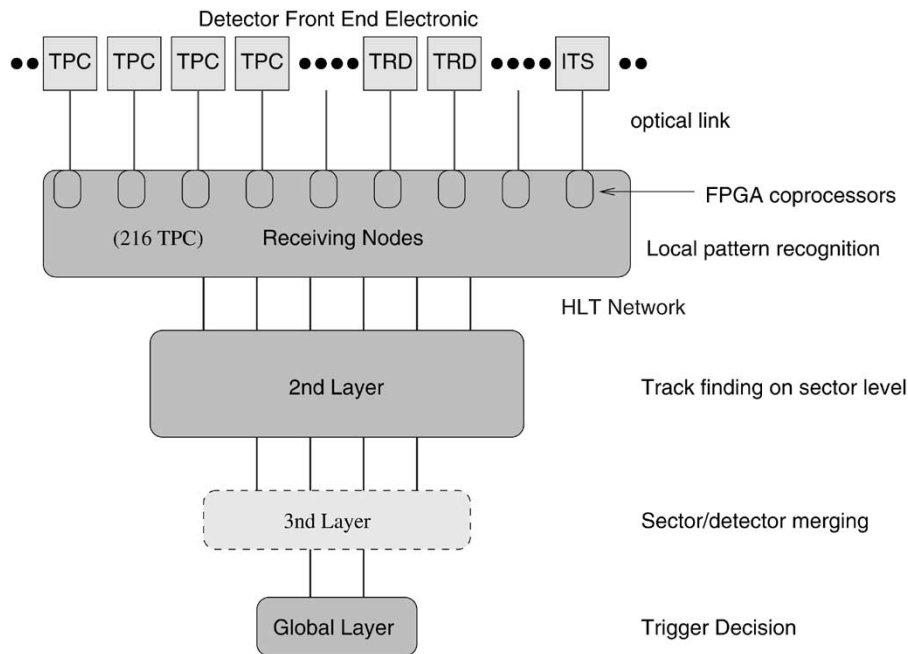 Detector Front End Electronic
TPC TPC TPC TPC TRD TRD ITS
optical link
FPGA coprocessors
(216 TPC) Receiving Nodes
Local pattern recognition
HLT Network
2nd Layer Track finding on sector level
3nd Layer Sector/detector merging
Global Layer Trigger Decision